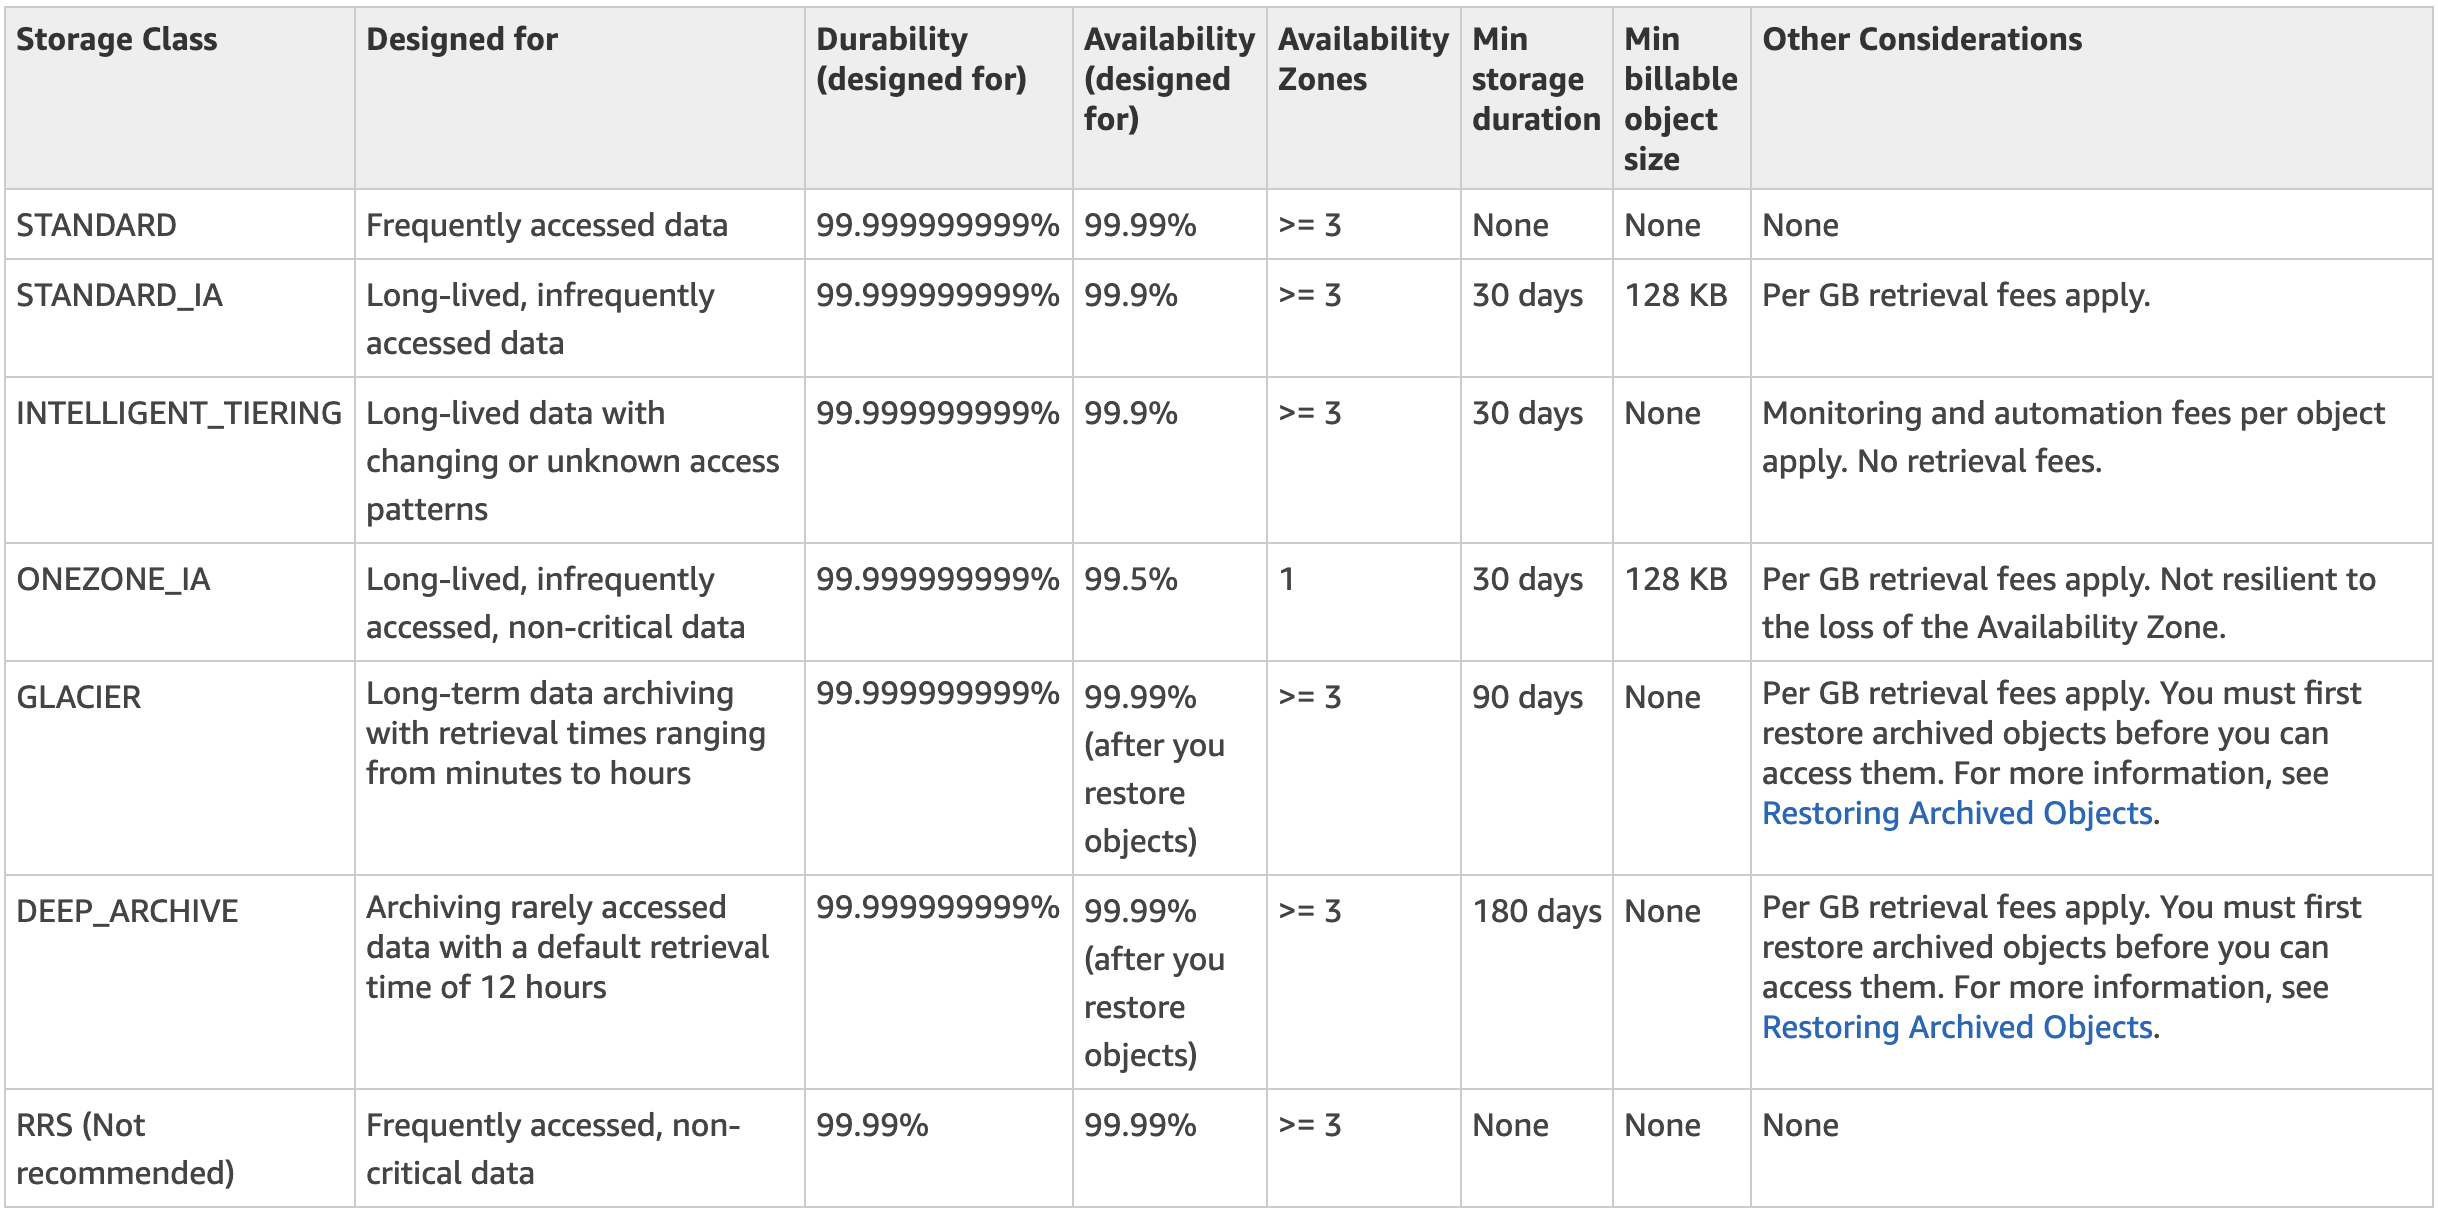 Storage Class
Designed for
Durability
(designed for)
Availability
(designed
for)
Availability
Zones
Min
storage
duration
Min
billable
object
size
Other Considerations
STANDARD
Frequently accessed data
99.999999999%
99.99%
>= 3
None
None
None
STANDARD_IA
Long-lived, infrequently
accessed data
99.999999999%
99.9%
>= 3
30 days
128 KB
Per GB retrieval fees apply.
INTELLIGENT_TIERING
Long-lived data with
changing or unknown access
patterns
99.999999999%
99.9%
>= 3
30 days
None
Monitoring and automation fees per object
apply. No retrieval fees.
ONEZONE_IA
Long-lived, infrequently
accessed, non-critical data
99.999999999%
99.5%
1
30 days
128 KB
Per GB retrieval fees apply. Not resilient to
the loss of the Availability Zone.
GLACIER
Long-term data archiving
with retrieval times ranging
from minutes to hours
99.999999999%
99.99%
(after you
restore
objects)
>= 3
90 days
None
Per GB retrieval fees apply. You must first
restore archived objects before you can
access them. For more information, see
Restoring Archived Objects.
DEEP_ARCHIVE
Archiving rarely accessed
data with a default retrieval
time of 12 hours
99.999999999%
99.99%
(after you
restore
objects)
>= 3
180 days
None
Per GB retrieval fees apply. You must first
restore archived objects before you can
access them. For more information, see
Restoring Archived Objects.
RRS (Not
recommended)
Frequently accessed, non-
critical data
99.99%
99.99%
>= 3
None
None
None